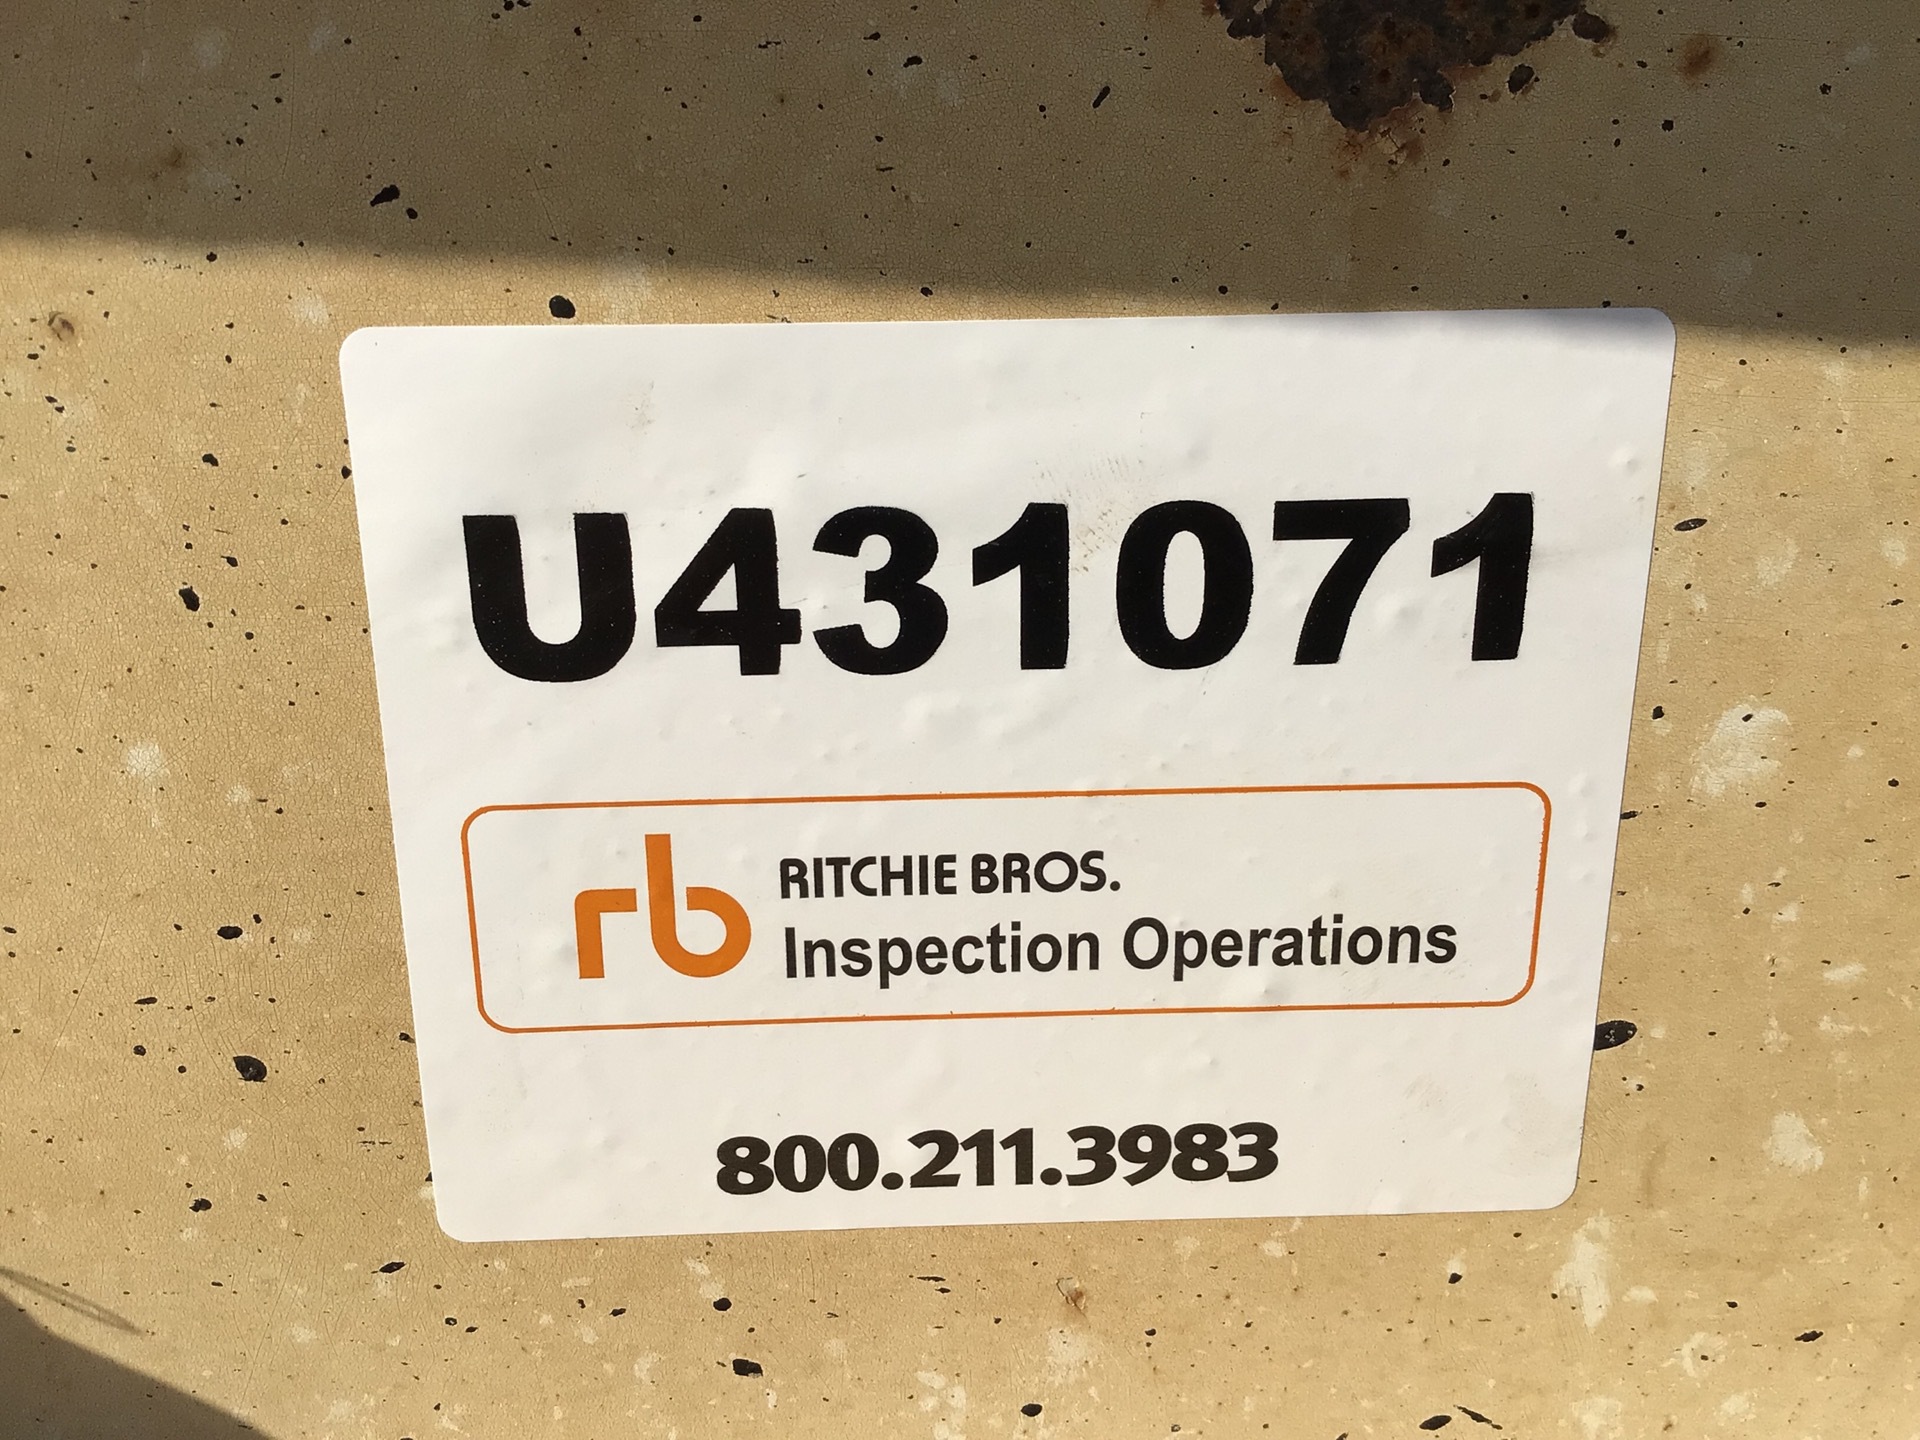 U431071
rb
RITCHIE BROS.
Inspection Operations
800.211.3983